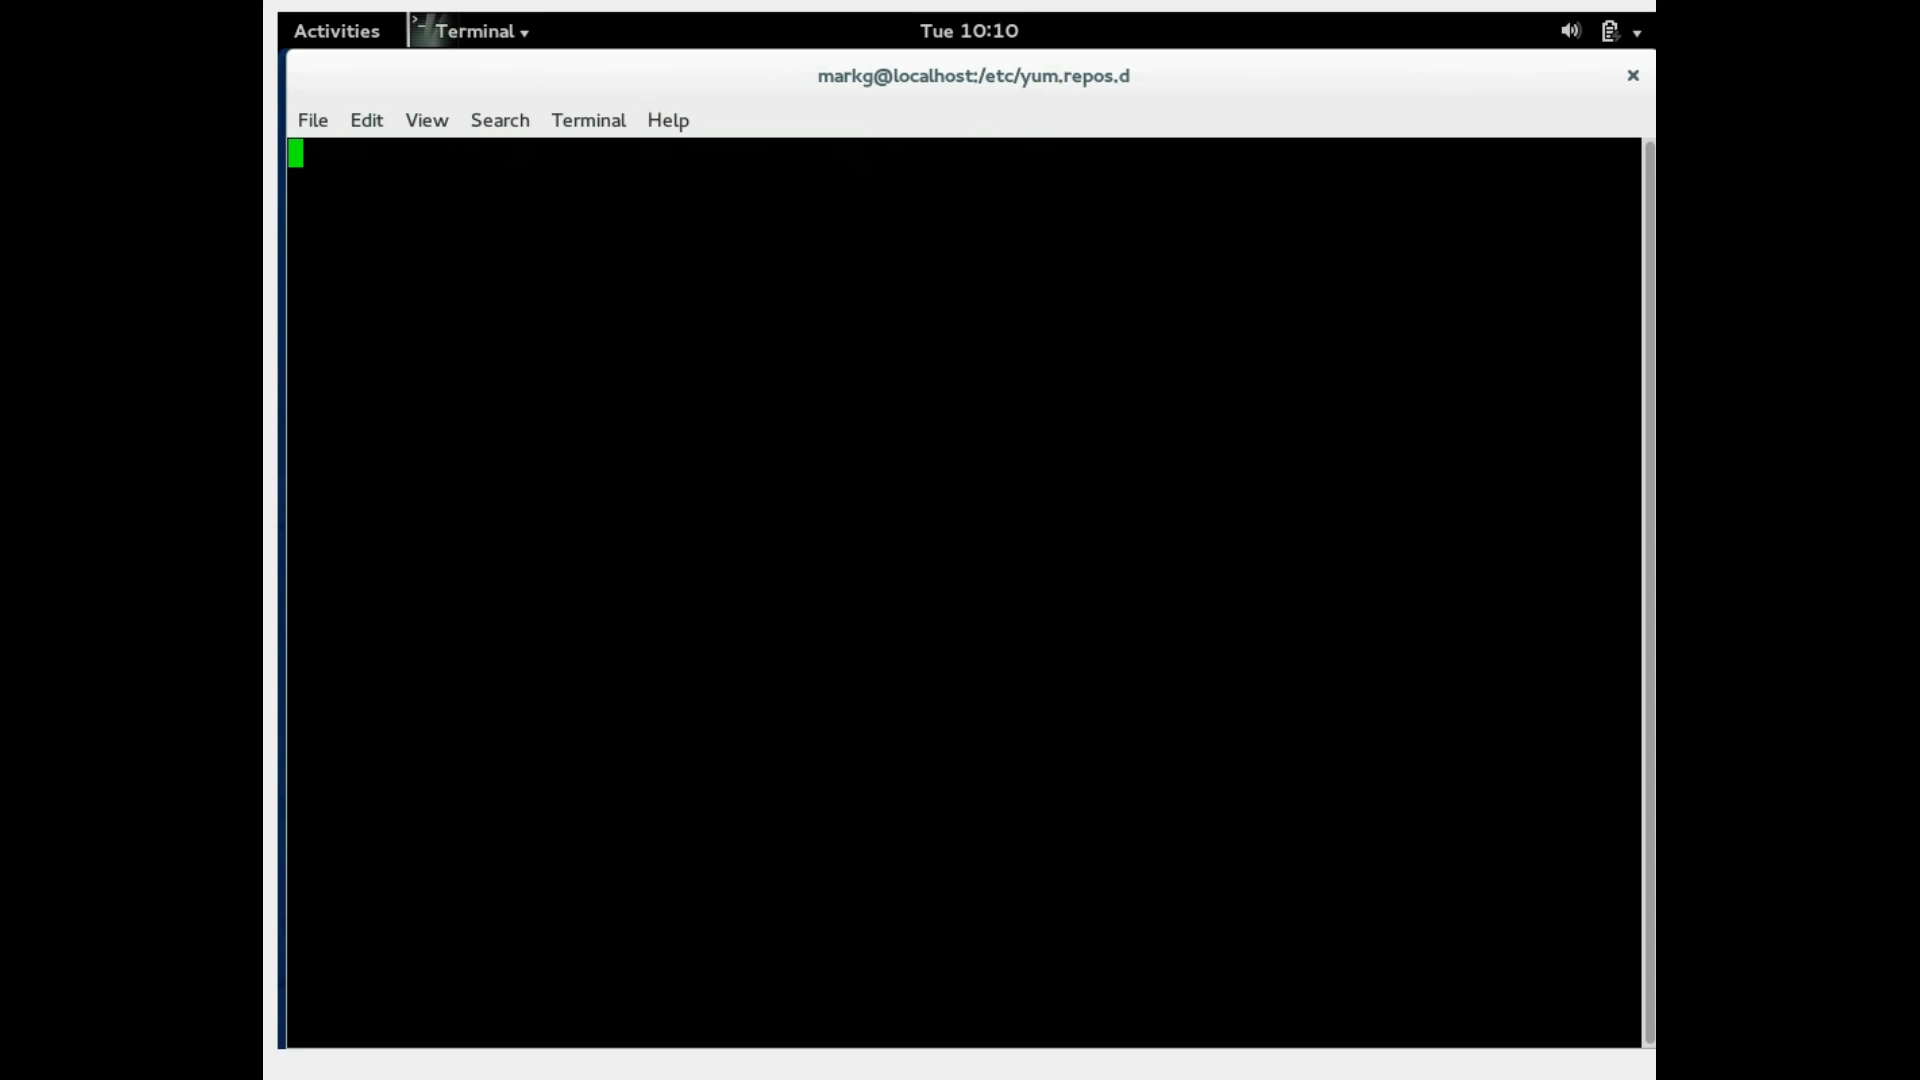 Activities Terminal Tue 10:10
markg@localhost:/etc/yum.repos.d
File Edit View Search Terminal Help